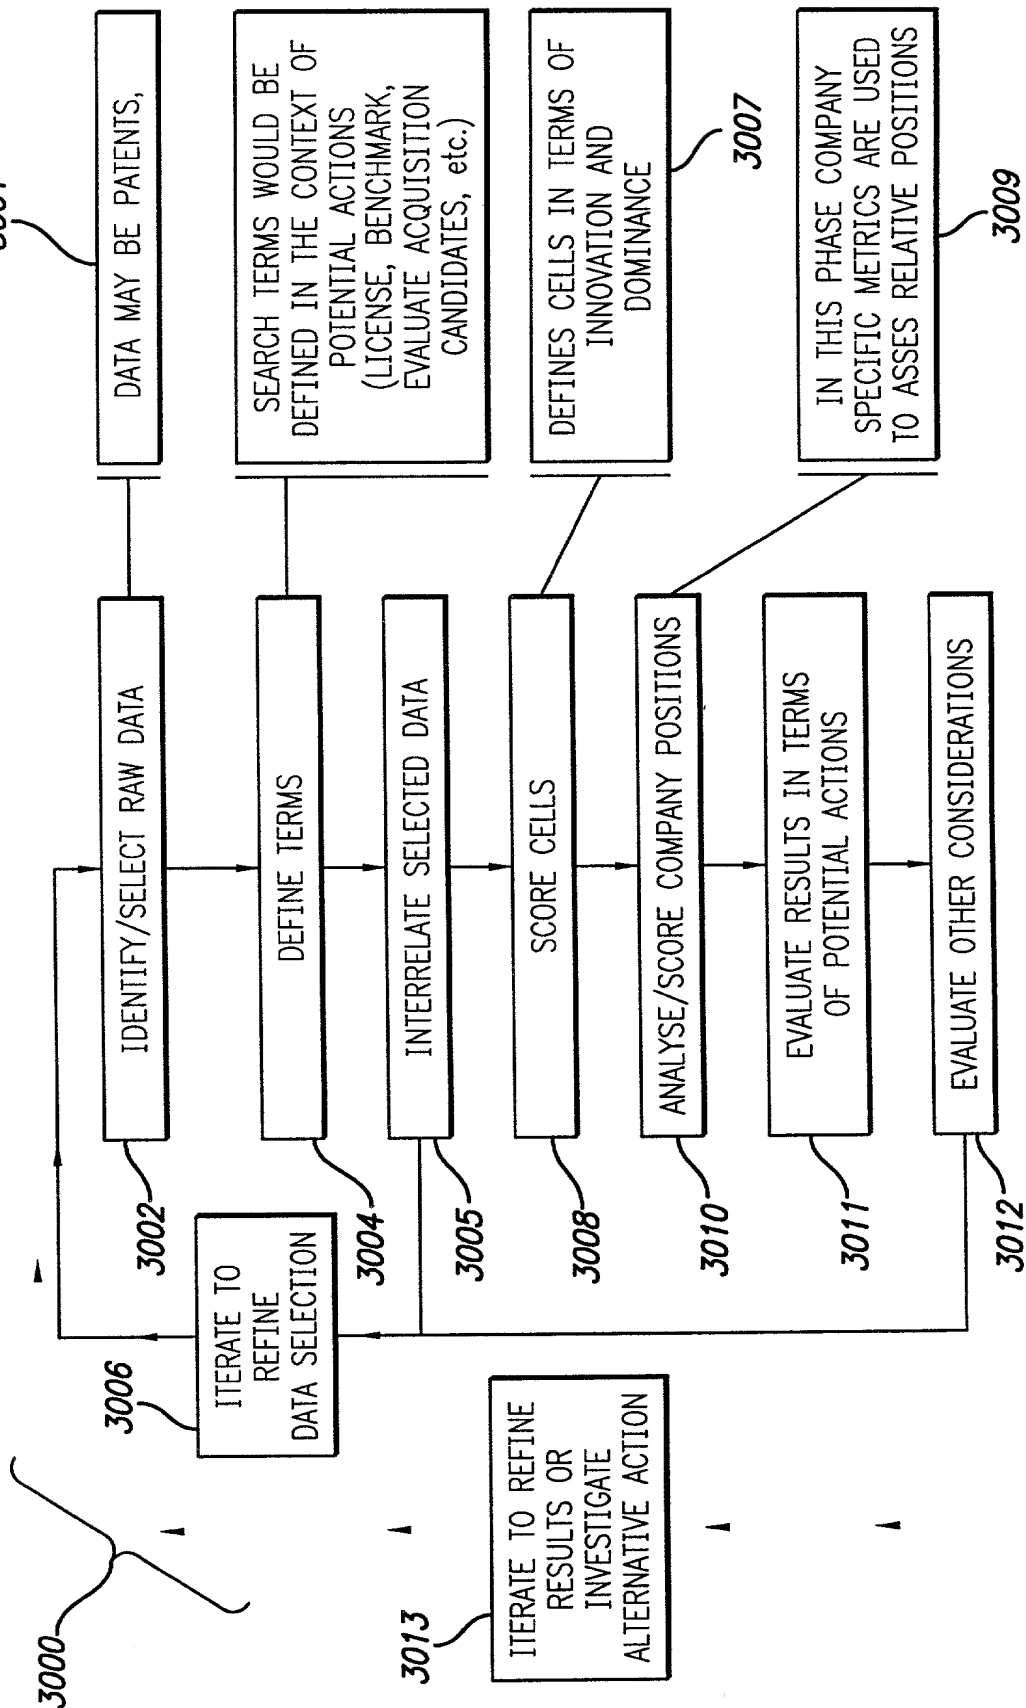 3000
3006
ITERATE TO
REFINE
DATA SELECTION
3013
ITERATE TO REFINE
RESULTS OR
INVESTIGATE
ALTERNATIVE ACTION
IDENTIFY/SELECT RAW DATA
3002
DEFINE TERMS
3004
INTERRELATE SELECTED DATA
3005
SCORE CELLS
3008
ANALYSE/SCORE COMPANY POSITIONS
3010
EVALUATE RESULTS IN TERMS
OF POTENTIAL ACTIONS
3011
EVALUATE OTHER CONSIDERATIONS
3012
DATA MAY BE PATENTS,
SEARCH TERMS WOULD BE
DEFINED IN THE CONTEXT OF
POTENTIAL ACTIONS
(LICENSE, BENCHMARK,
EVALUATE ACQUISITION
CANDIDATES, etc.)
DEFINES CELLS IN TERMS OF
INNOVATION AND
DOMINANCE
3007
IN THIS PHASE COMPANY
SPECIFIC METRICS ARE USED
TO ASSES RELATIVE POSITIONS
3009